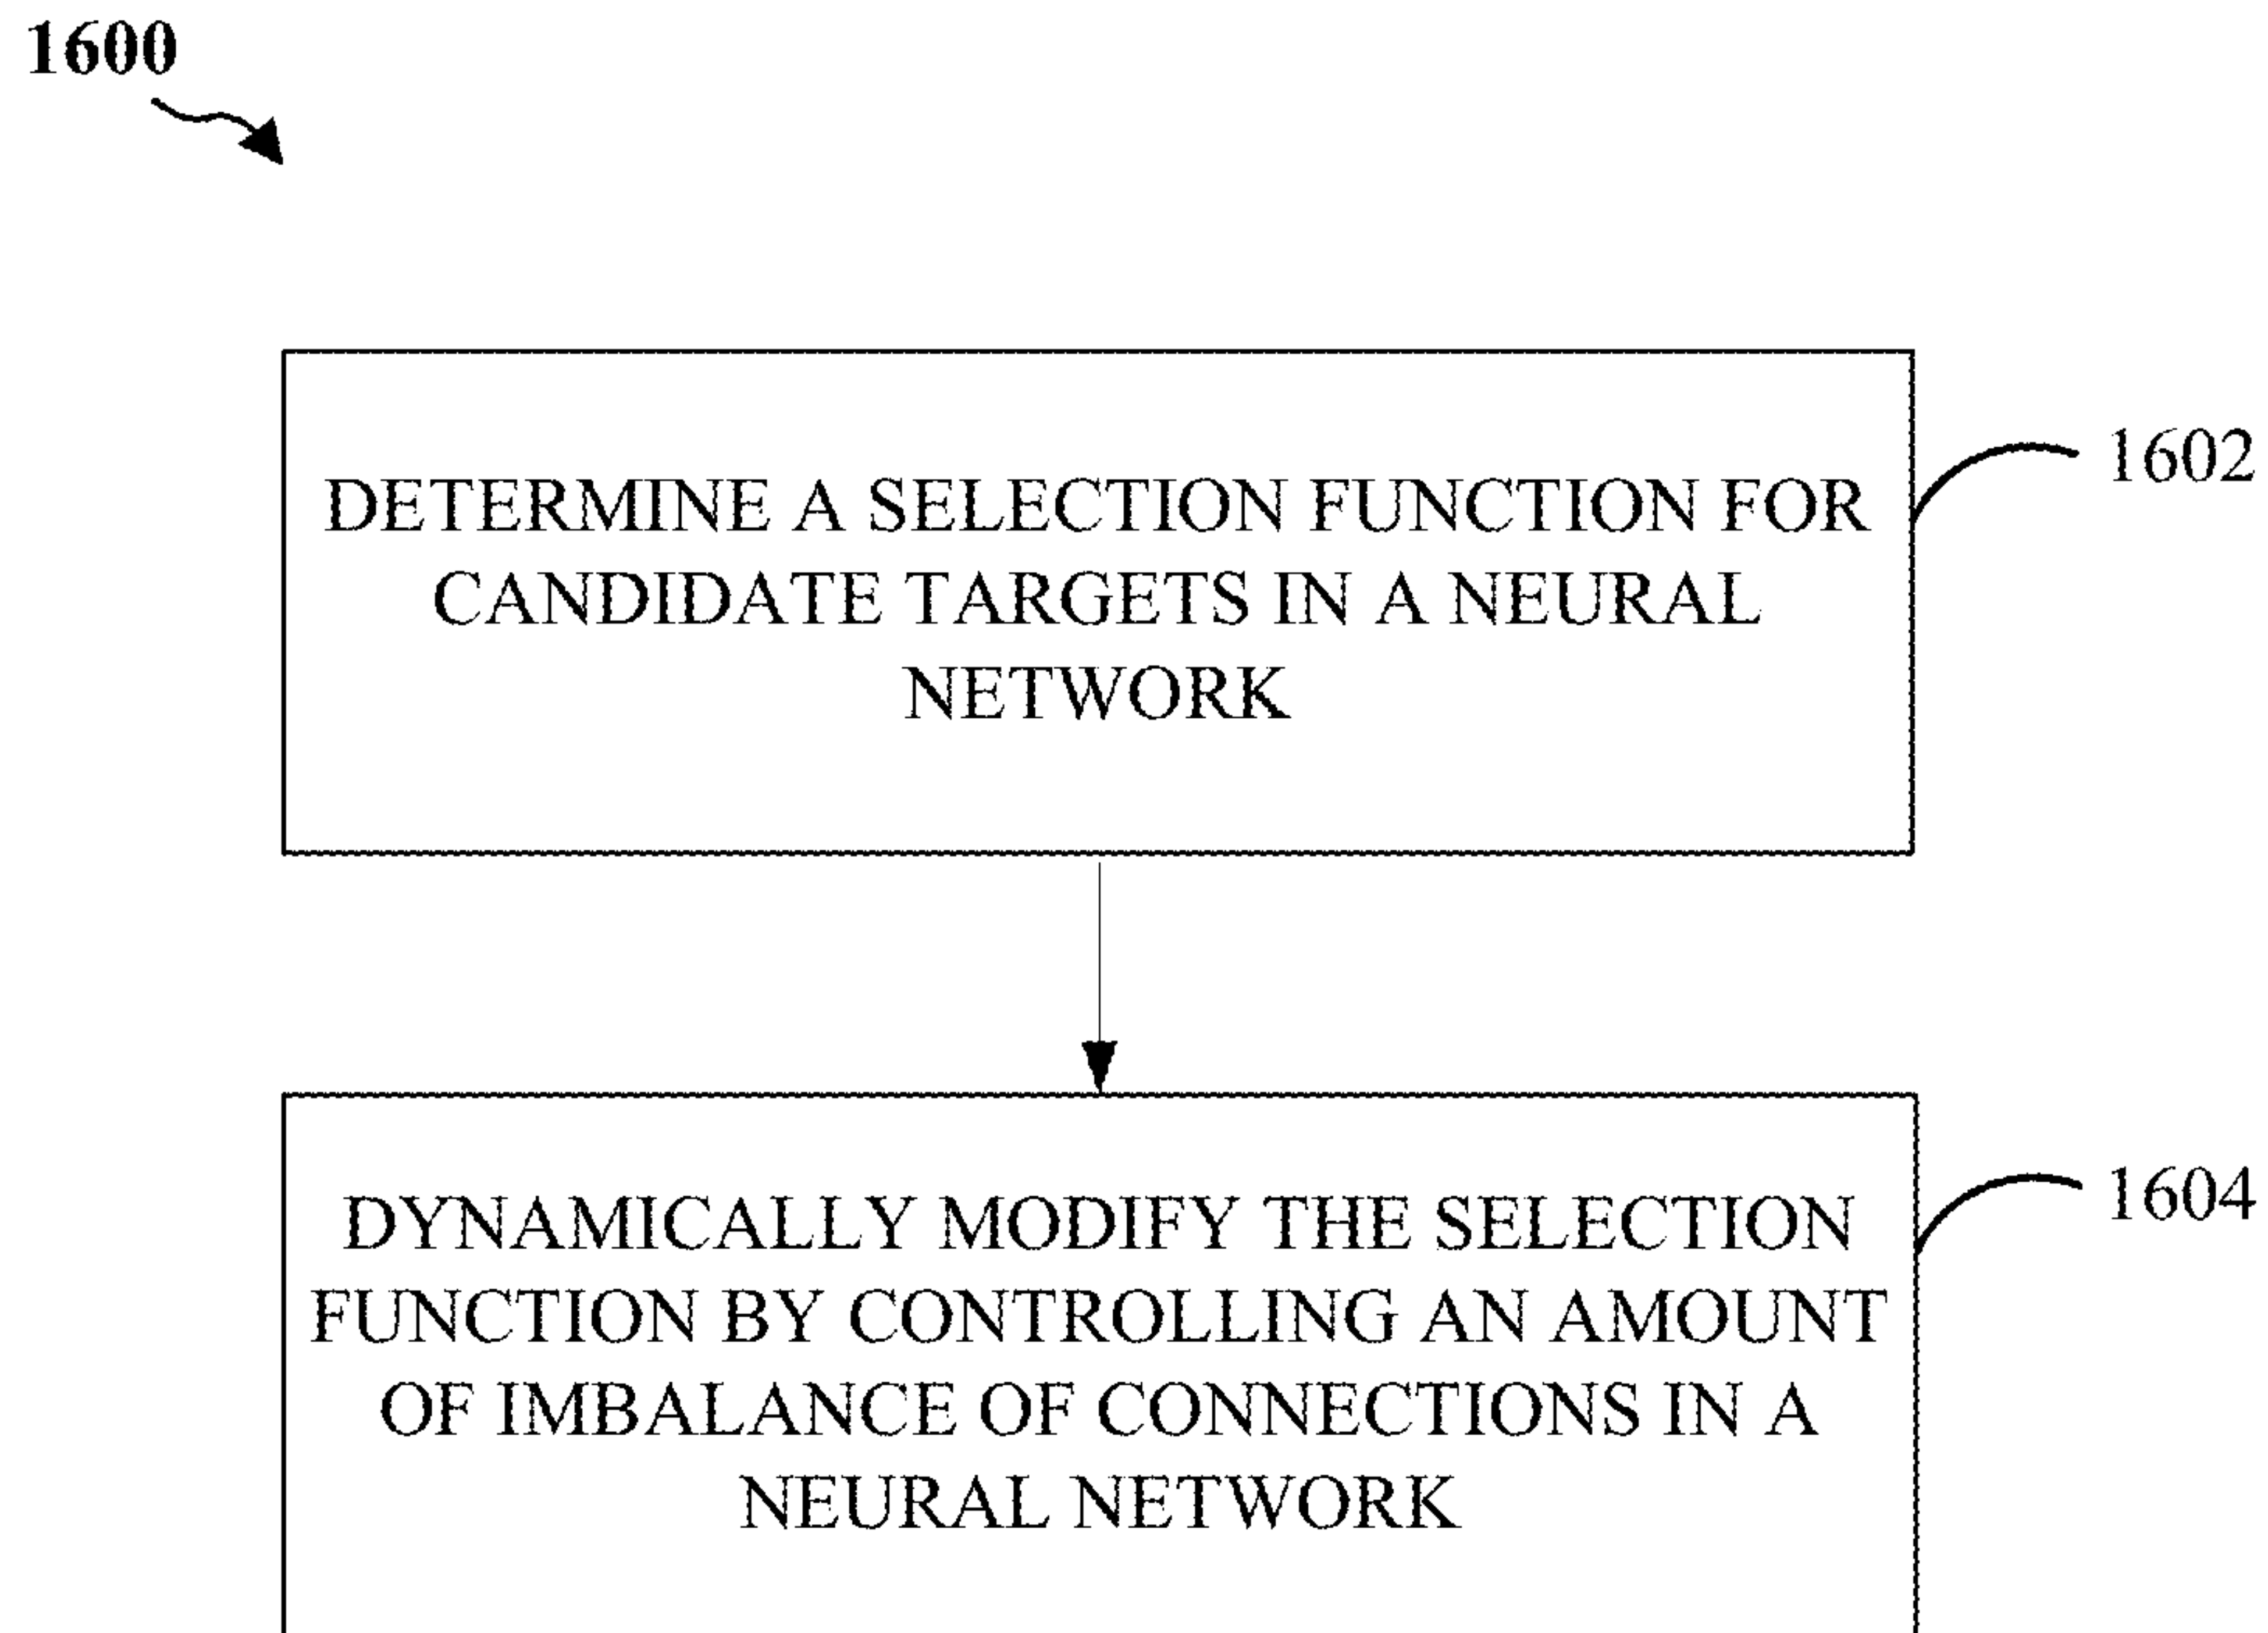 1600
DETERMINE A SELECTION FUNCTION FOR
CANDIDATE TARGETS IN A NEURAL
NETWORK
1602
DYNAMICALLY MODIFY THE SELECTION
FUNCTION BY CONTROLLING AN AMOUNT
OF IMBALANCE OF CONNECTIONS IN A
NEURAL NETWORK
1604